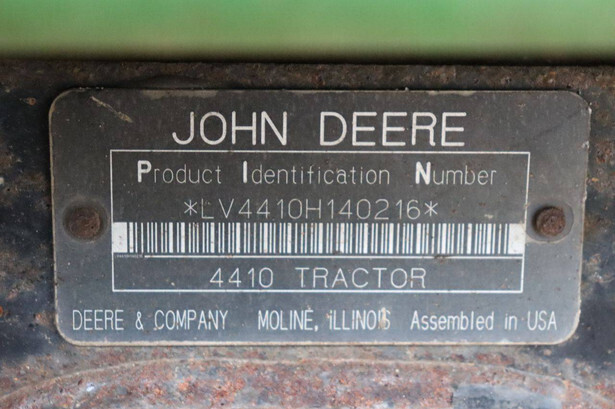 JOHN DEERE
Product Identification Number
*LV4410H140216*
4410 TRACTOR
DEERE & COMPANY MOLINE, ILLINOIS Assembled in USA